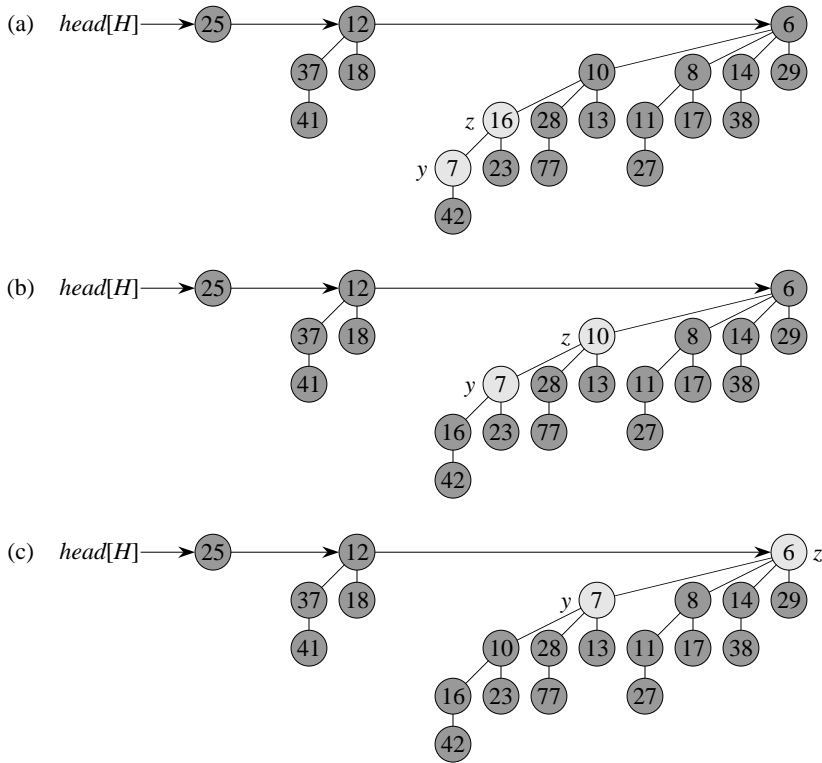 (a) head[H] 25 12 6
37 18 10 8 14 29
41 z 16 28 13 11 17 38
y 7 23 77 27
42
(b) head[H] 25 12 6
37 18 z 10 8 14 29
41 y 7 28 13 11 17 38
16 23 77 27
42
(c) head[H] 25 12 6 z
37 18 y 7 8 14 29
41 10 28 13 11 17 38
16 23 77 27
42